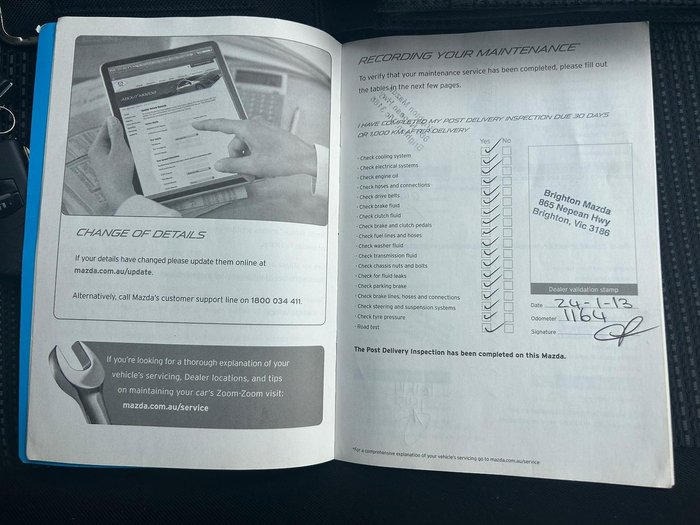 ABOUT MAZDA
CHANGE OF DETAILS
If your details have changed please update them online at
mazda.com.au/update.
Alternatively, call Mazda's customer support line on 1800 034 411.
If you're looking for a thorough explanation of your
vehicle's servicing, Dealer locations, and tips
on maintaining your car's Zoom-Zoom visit:
mazda.com.au/service
RECORDING YOUR MAINTENANCE*
To verify that your maintenance service has been completed, please fill out
the tables in the next few pages.
I HAVE COMPLETED MY POST DELIVERY INSPECTION DUE 30 DAYS
OR 1,000 KM AFTER DELIVERY
Yes No
- Check cooling system
- Check electrical systems
- Check engine oil
- Check hoses and connections
- Check drive belts
- Check brake fluid
- Check clutch fluid
- Check brake and clutch pedals
- Check fuel lines and hoses
- Check washer fluid
- Check transmission fluid
- Check chassis nuts and bolts
- Check for fluid leaks
- Check parking brake
- Check brake lines, hoses and connections
- Check steering and suspension systems
- Check tyre pressure
- Road test
Brighton Mazda
865 Nepean Hwy
Brighton, Vic 3186
Dealer validation stamp
Date 24-1-13
Odometer 1164
Signature
The Post Delivery Inspection has been completed on this Mazda.
*For a comprehensive explanation of your vehicle's servicing go to mazda.com.au/service